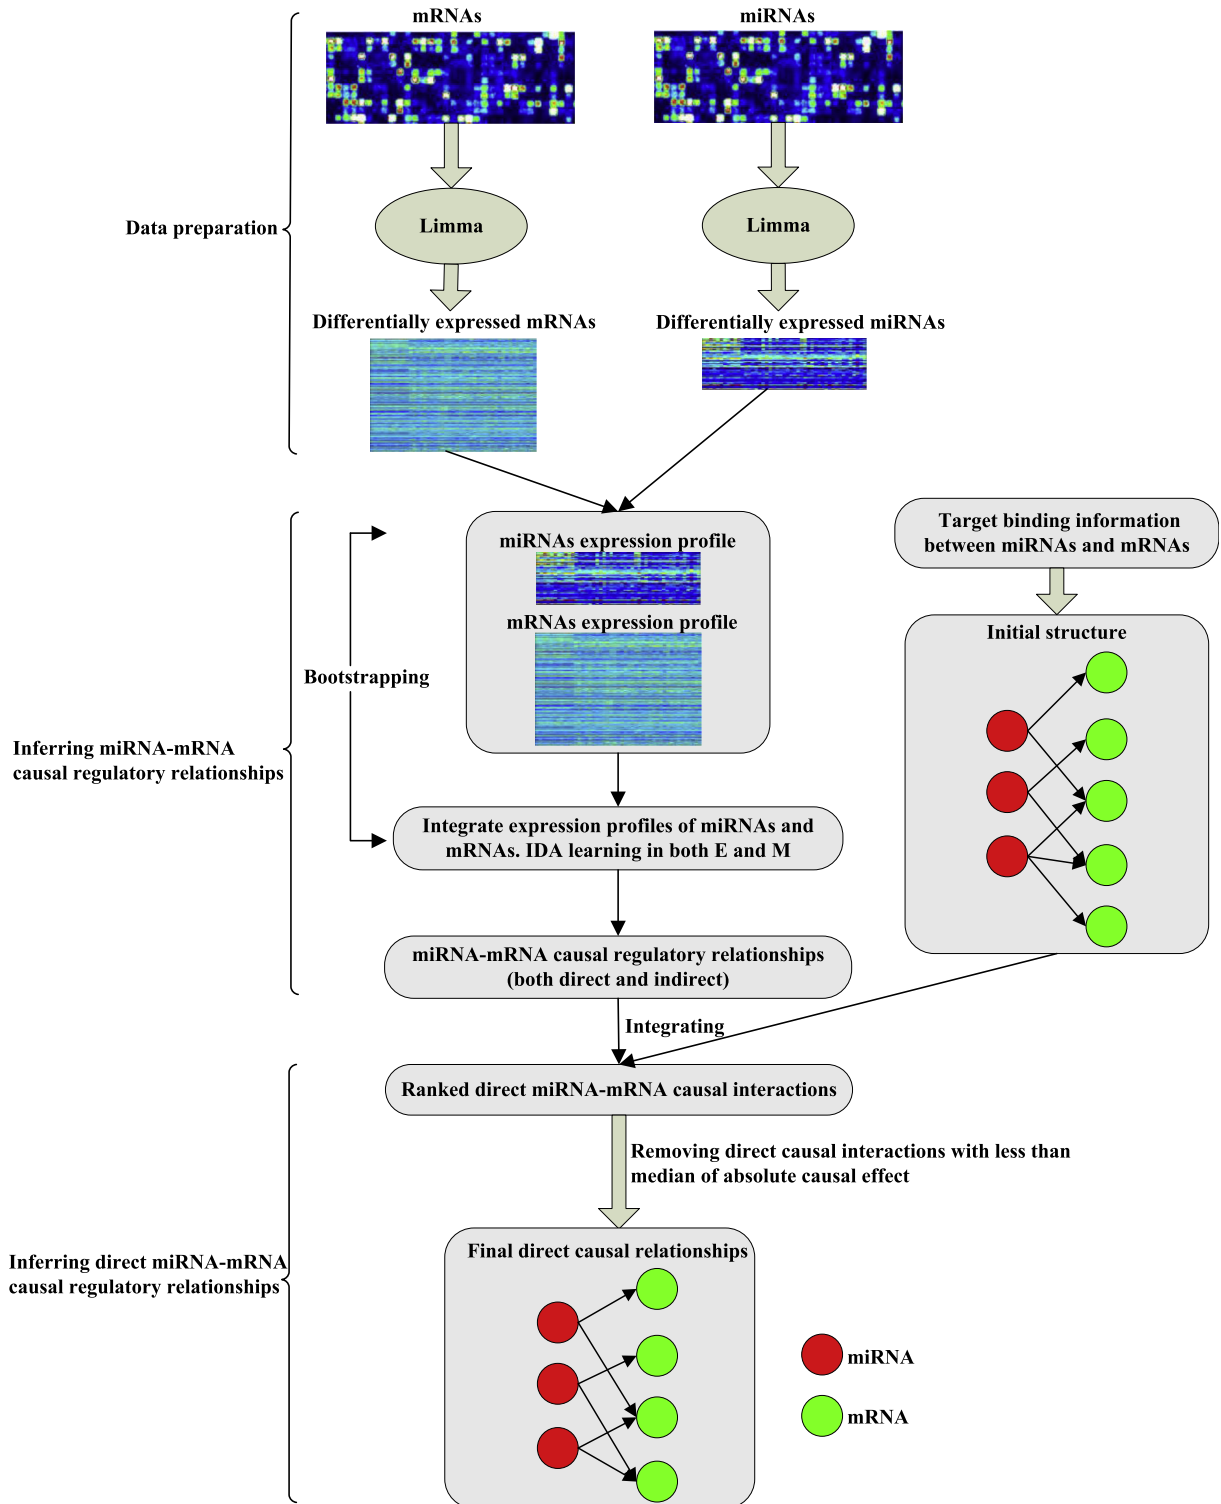 mRNAs
miRNAs
Data preparation
Limma
Limma
Differentially expressed mRNAs
Differentially expressed miRNAs
miRNAs expression profile
mRNAs expression profile
Bootstrapping
Inferring miRNA-mRNA
causal regulatory relationships
Integrate expression profiles of miRNAs and
mRNAs. IDA learning in both E and M
miRNA-mRNA causal regulatory relationships
(both direct and indirect)
Target binding information
between miRNAs and mRNAs
Initial structure
Integrating
Ranked direct miRNA-mRNA causal interactions
Removing direct causal interactions with less than
median of absolute causal effect
Inferring direct miRNA-mRNA
causal regulatory relationships
Final direct causal relationships
miRNA
mRNA